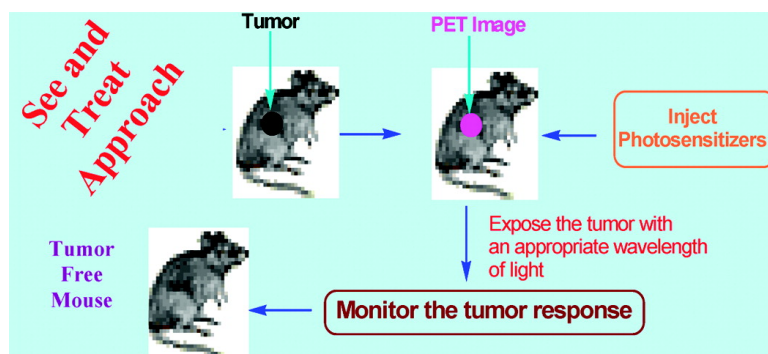 See and
Treat
Approach
Tumor
PET Image
Inject
Photosensitizers
Expose the tumor with
an appropriate wavelength
of light
Monitor the tumor response
Tumor
Free
Mouse